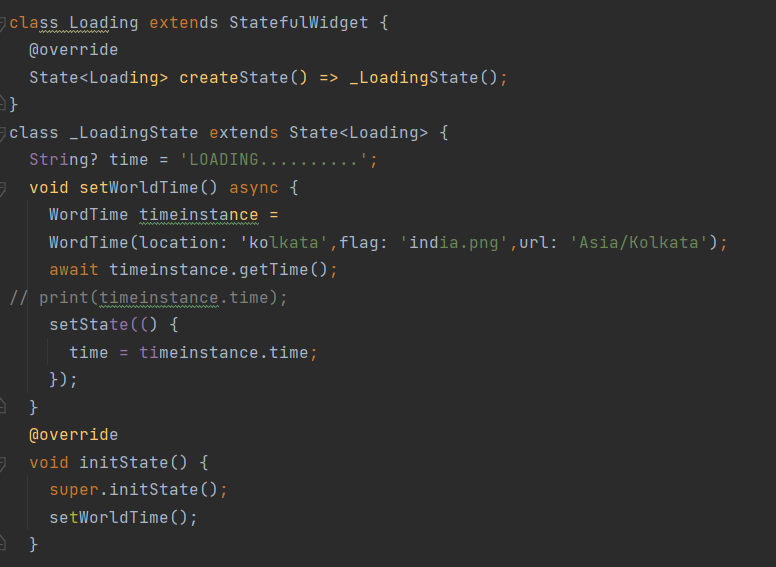 class Loading extends StatefulWidget {
@override
State<Loading> createState() => _LoadingState();
}
class _LoadingState extends State<Loading> {
String? time = 'LOADING..........';
void setWorldTime() async {
WordTime timeinstance =
WordTime(location: 'kolkata',flag: 'india.png',url: 'Asia/Kolkata');
await timeinstance.getTime();
// print(timeinstance.time);
setState(() {
time = timeinstance.time;
});
}
@override
void initState() {
super.initState();
setWorldTime();
}